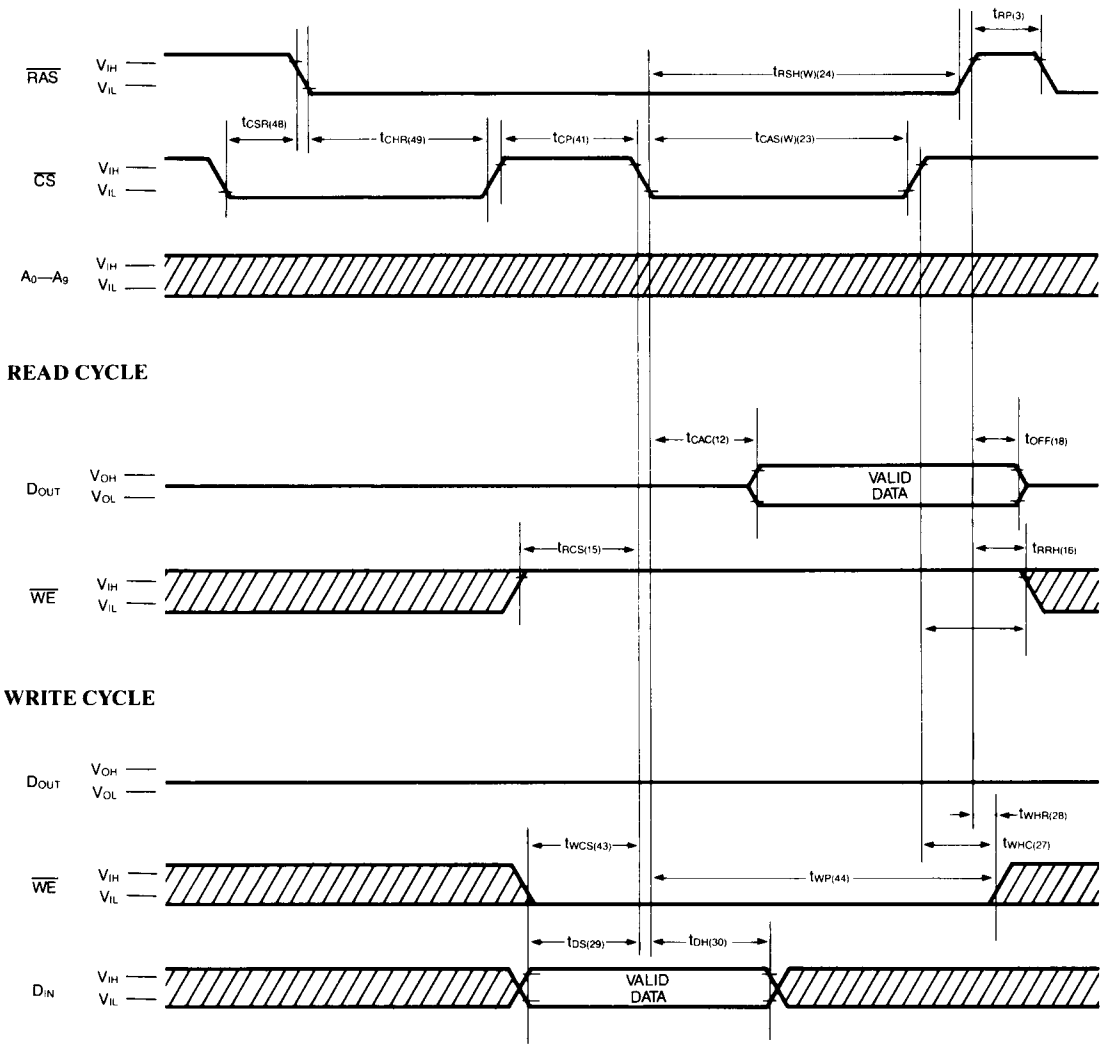 tRP(3)
RAS
VIH
VIL
tRSH(W)(24)
tCSR(48)
tCHR(49)
tCP(41)
tCAS(W)(23)
CS
VIH
VIL
A0—A9
VIH
VIL
READ CYCLE
tCAC(12)
tOFF(18)
DOUT
VOH
VOL
VALID
DATA
tRCS(15)
tRRH(16)
WE
VIH
VIL
WRITE CYCLE
DOUT
VOH
VOL
tWHR(28)
tWCS(43)
tWHC(27)
WE
VIH
VIL
tWP(44)
tDS(29)
tDH(30)
DIN
VIH
VIL
VALID
DATA